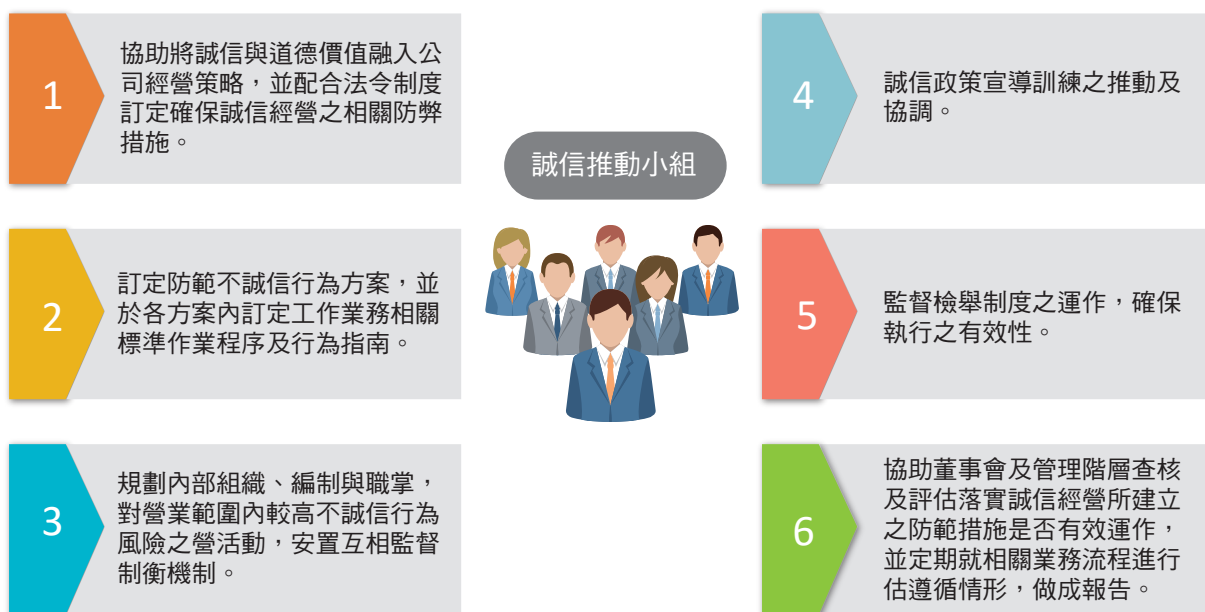 1
協助將誠信與道德價值融入公
司經營策略，並配合法令制度
訂定確保誠信經營之相關防弊
措施。
2
訂定防範不誠信行為方案，並
於各方案內訂定工作業務相關
標準作業程序及行為指南。
3
規劃內部組織、編制與職掌，
對營業範圍內較高不誠信行為
風險之營活動，安置互相監督
制衡機制。
誠信推動小組
4
誠信政策宣導訓練之推動及
協調。
5
監督檢舉制度之運作，確保
執行之有效性。
6
協助董事會及管理階層查核
及評估落實誠信經營所建立
之防範措施是否有效運作，
並定期就相關業務流程進行
估遵循情形，做成報告。